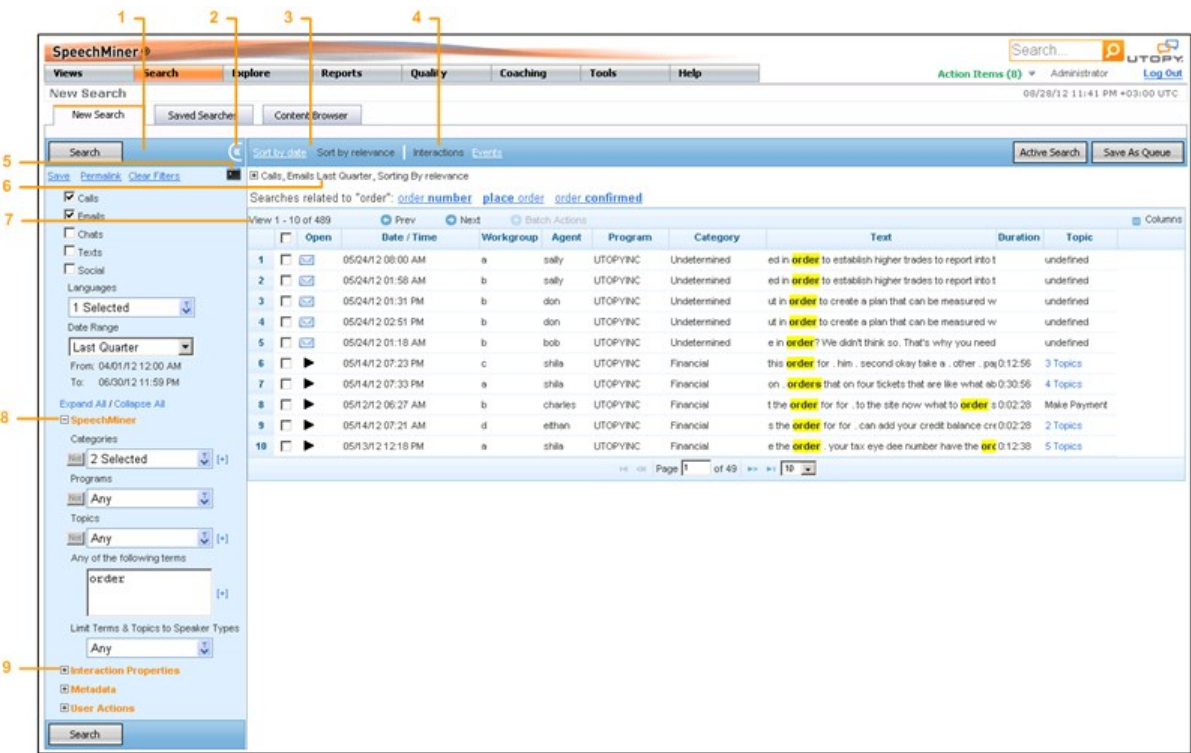 1 2 3 4
SpeechMiner
Search...
UTOPY.
Views Search Explore Reports Quality Coaching Tools Help
Action Items (8) Administrator Log Out
New Search
08/28/12 11:41 PM +03:00 UTC
New Search Saved Searches Content Browser
Search
Sort by date Sort by relevance | Interactions Events
Active Search Save As Queue
5
Save Permalink Clear Filters
6
Calls, Emails Last Quarter, Sorting By relevance
Calls
Searches related to "order": order number place order order confirmed
7
Emails
View 1 - 10 of 489 Prev Next Batch Actions Columns
Chats
Texts
Social
Languages
1 Selected
Date Range
Last Quarter
From: 04/01/12 12:00 AM
To: 06/30/12 11:59 PM
Expand All / Collapse All
8
SpeechMiner
Categories
Not 2 Selected [+]
Programs
Not Any
Topics
Not Any [+]
Any of the following terms
order
[+]
Limit Terms & Topics to Speaker Types
Any
9
Interaction Properties
Metadata
User Actions
Search
Open Date / Time Workgroup Agent Program Category Text Duration Topic
1 05/24/12 08:00 AM a sally UTOPYINC Undetermined ed in order to establish higher trades to report into t undefined
2 05/24/12 01:58 AM b sally UTOPYINC Undetermined ed in order to establish higher trades to report into t undefined
3 05/24/12 01:31 PM b don UTOPYINC Undetermined ut in order to create a plan that can be measured w undefined
4 05/24/12 02:51 PM b don UTOPYINC Undetermined ut in order to create a plan that can be measured w undefined
5 05/24/12 01:18 AM b bob UTOPYINC Undetermined e in order? We didn't think so. That's why you need undefined
6 05/14/12 07:23 PM c shila UTOPYINC Financial this order for . him . second okay take a . other . pa 0:12:56 3 Topics
7 05/14/12 07:33 PM a shila UTOPYINC Financial on . orders that on four tickets that are like what ab 0:30:56 4 Topics
8 05/12/12 06:27 AM b charles UTOPYINC Financial t the order for for . to the site now what to order s 0:02:28 Make Payment
9 05/14/12 07:21 AM d eithan UTOPYINC Financial s the order for for . can add your credit balance cre 0:02:28 2 Topics
10 05/13/12 12:18 PM a shila UTOPYINC Financial e the order . your tax eye dee number have the ord 0:12:38 5 Topics
Page 1 of 49 10